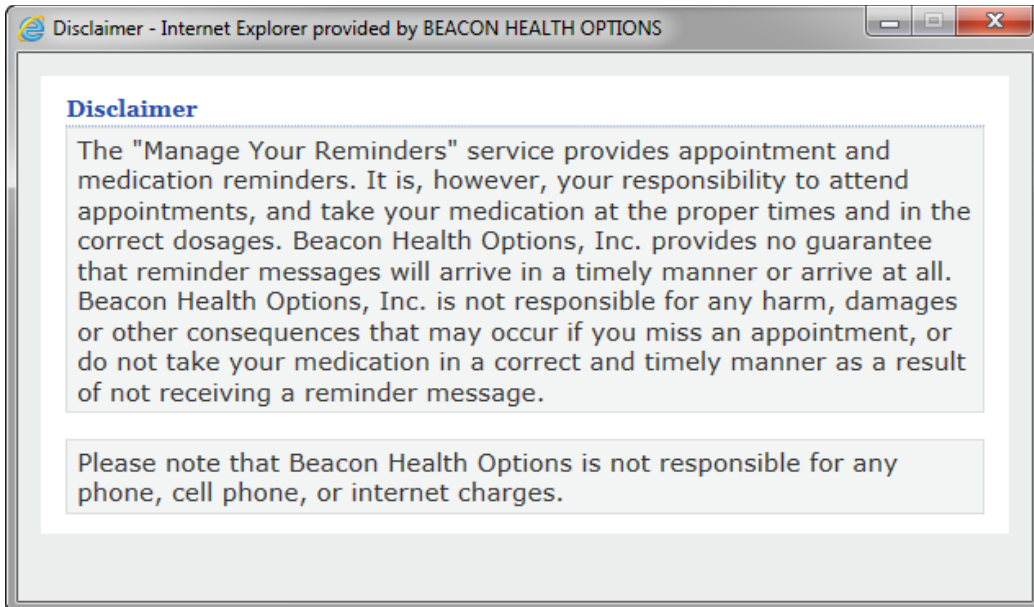 Disclaimer - Internet Explorer provided by BEACON HEALTH OPTIONS
Disclaimer
The "Manage Your Reminders" service provides appointment and
medication reminders. It is, however, your responsibility to attend
appointments, and take your medication at the proper times and in the
correct dosages. Beacon Health Options, Inc. provides no guarantee
that reminder messages will arrive in a timely manner or arrive at all.
Beacon Health Options, Inc. is not responsible for any harm, damages
or other consequences that may occur if you miss an appointment, or
do not take your medication in a correct and timely manner as a result
of not receiving a reminder message.
Please note that Beacon Health Options is not responsible for any
phone, cell phone, or internet charges.